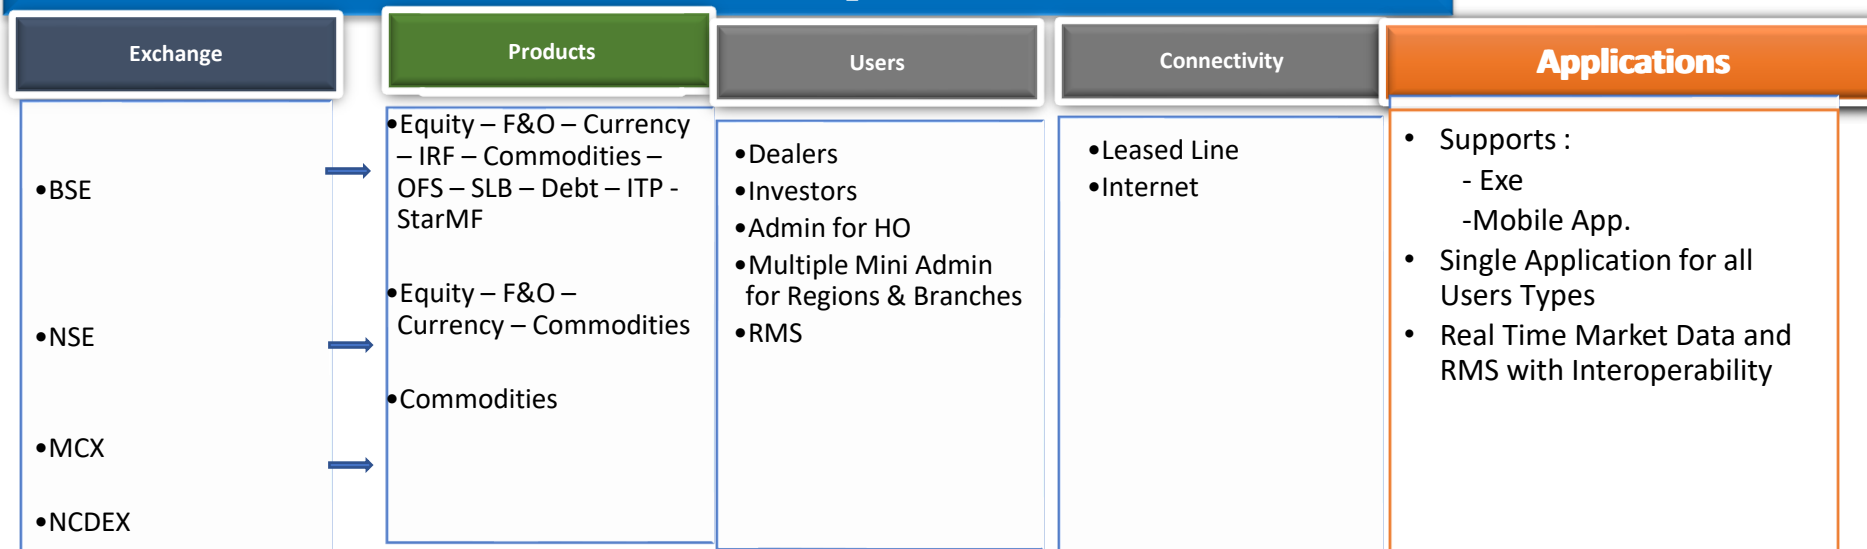 Exchange
•BSE
•NSE
•MCX
•NCDEX
Products
•Equity – F&O – Currency
– IRF – Commodities –
OFS – SLB – Debt – ITP -
StarMF
•Equity – F&O –
Currency – Commodities
•Commodities
Users
•Dealers
•Investors
•Admin for HO
•Multiple Mini Admin
for Regions & Branches
•RMS
Connectivity
•Leased Line
•Internet
Applications
• Supports :
- Exe
-Mobile App.
• Single Application for all
Users Types
• Real Time Market Data and
RMS with Interoperability